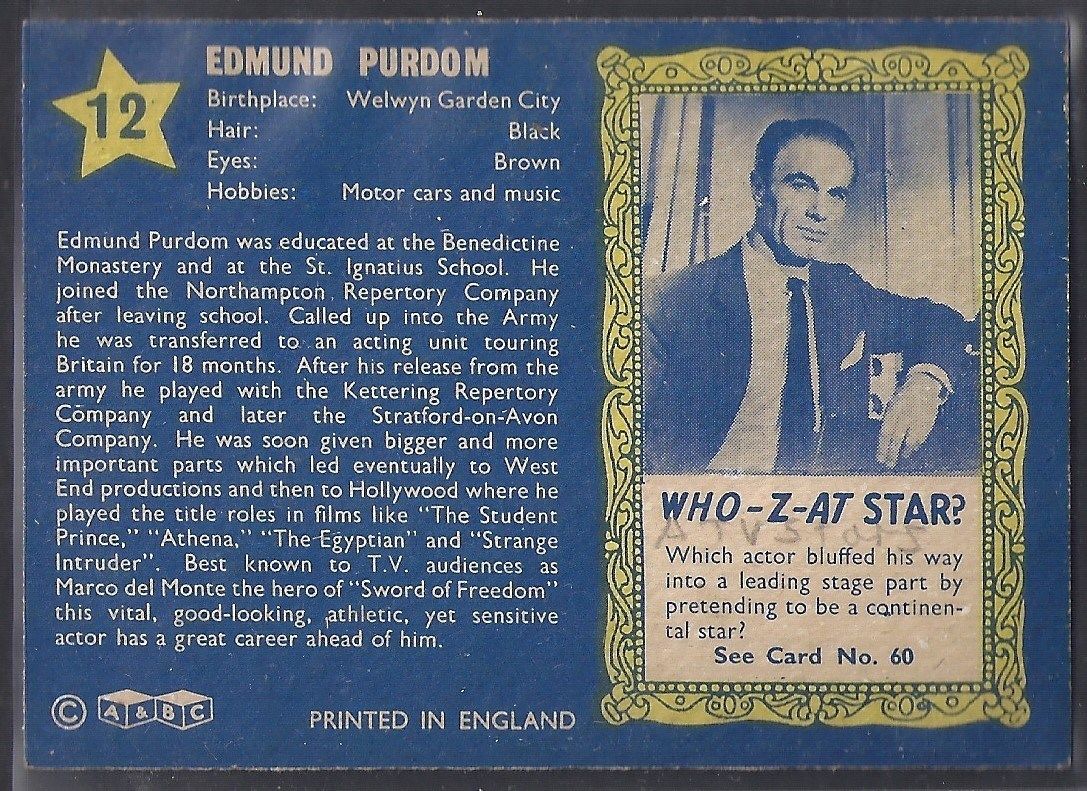 12
EDMUND PURDOM
Birthplace: Welwyn Garden City
Hair: Black
Eyes: Brown
Hobbies: Motor cars and music
Edmund Purdom was educated at the Benedictine
Monastery and at the St. Ignatius School. He
joined the Northampton Repertory Company
after leaving school. Called up into the Army
he was transferred to an acting unit touring
Britain for 18 months. After his release from the
army he played with the Kettering Repertory
Company and later the Stratford-on-Avon
Company. He was soon given bigger and more
important parts which led eventually to West
End productions and then to Hollywood where he
played the title roles in films like "The Student
Prince," "Athena," "The Egyptian" and "Strange
Intruder". Best known to T.V. audiences as
Marco del Monte the hero of "Sword of Freedom"
this vital, good-looking, athletic, yet sensitive
actor has a great career ahead of him.
© A & B C
PRINTED IN ENGLAND
WHO-Z-AT STAR?
ATV Stars
Which actor bluffed his way
into a leading stage part by
pretending to be a continen-
tal star?
See Card No. 60